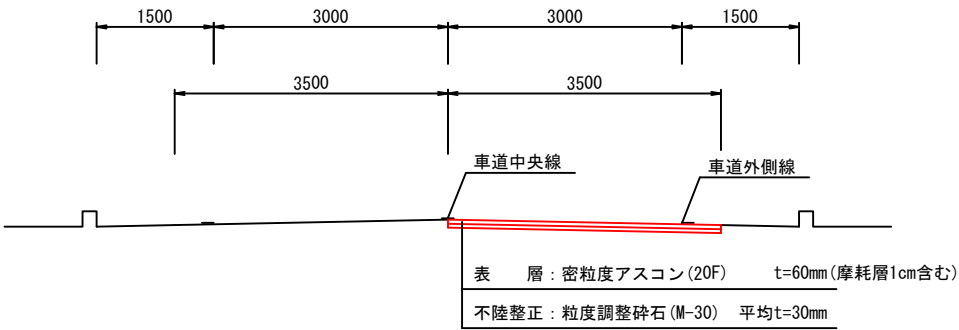 1500 3000 3000 1500
3500 3500
車道中央線
車道外側線
表　　層：密粒度アスコン(20F)　　t=60mm(摩耗層1cm含む)
不陸整正：粒度調整砕石(M-30)　平均t=30mm